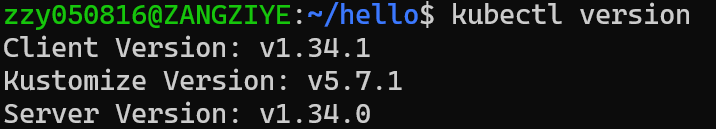 zzy050816@ZANGZIYE:~/hello$ kubectl version
Client Version: v1.34.1
Kustomize Version: v5.7.1
Server Version: v1.34.0